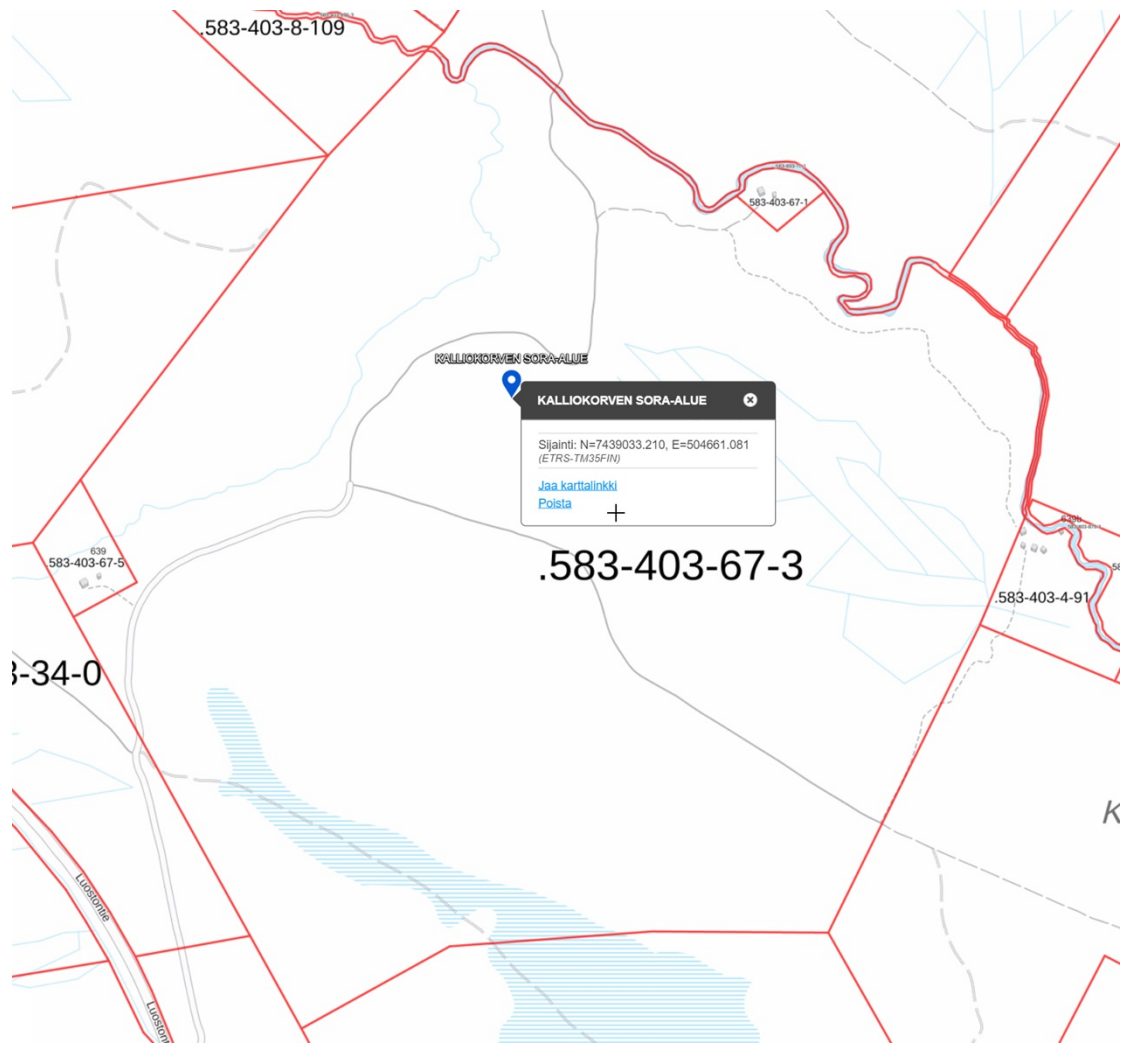 .583-403-8-109
583-403-67-1
KALLIOKORVEN SORA-ALUE
KALLIOKORVEN SORA-ALUE
Sijainti: N=7439033.210, E=504661.081
(ETRS-TM35FIN)
Jaa karttalinkki
Poista
639b
639
583-403-67-5
.583-403-67-3
.583-403-4-91
58
3-34-0
K
Luostontie
Luostontie